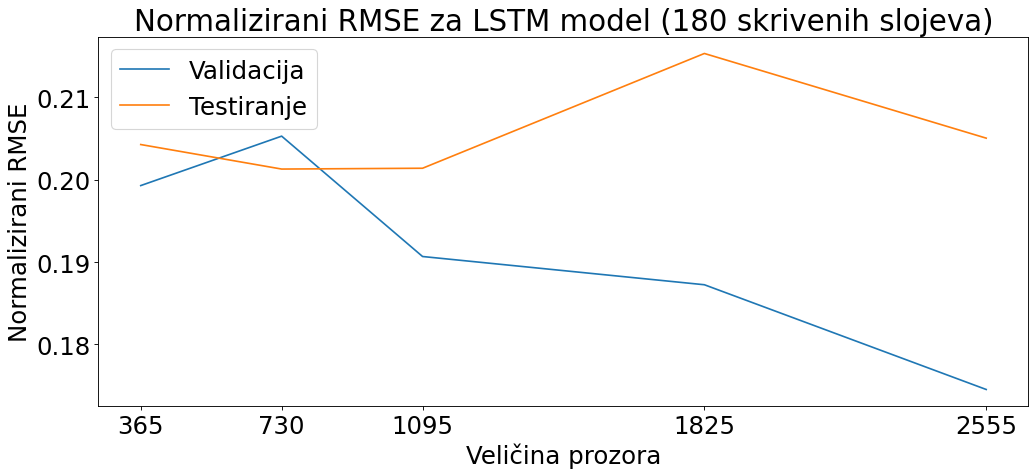 Normalizirani RMSE za LSTM model (180 skrivenih slojeva)
Validacija
Testiranje
Normalizirani RMSE
0.21
0.20
0.19
0.18
365 730 1095 1825 2555
Veličina prozora